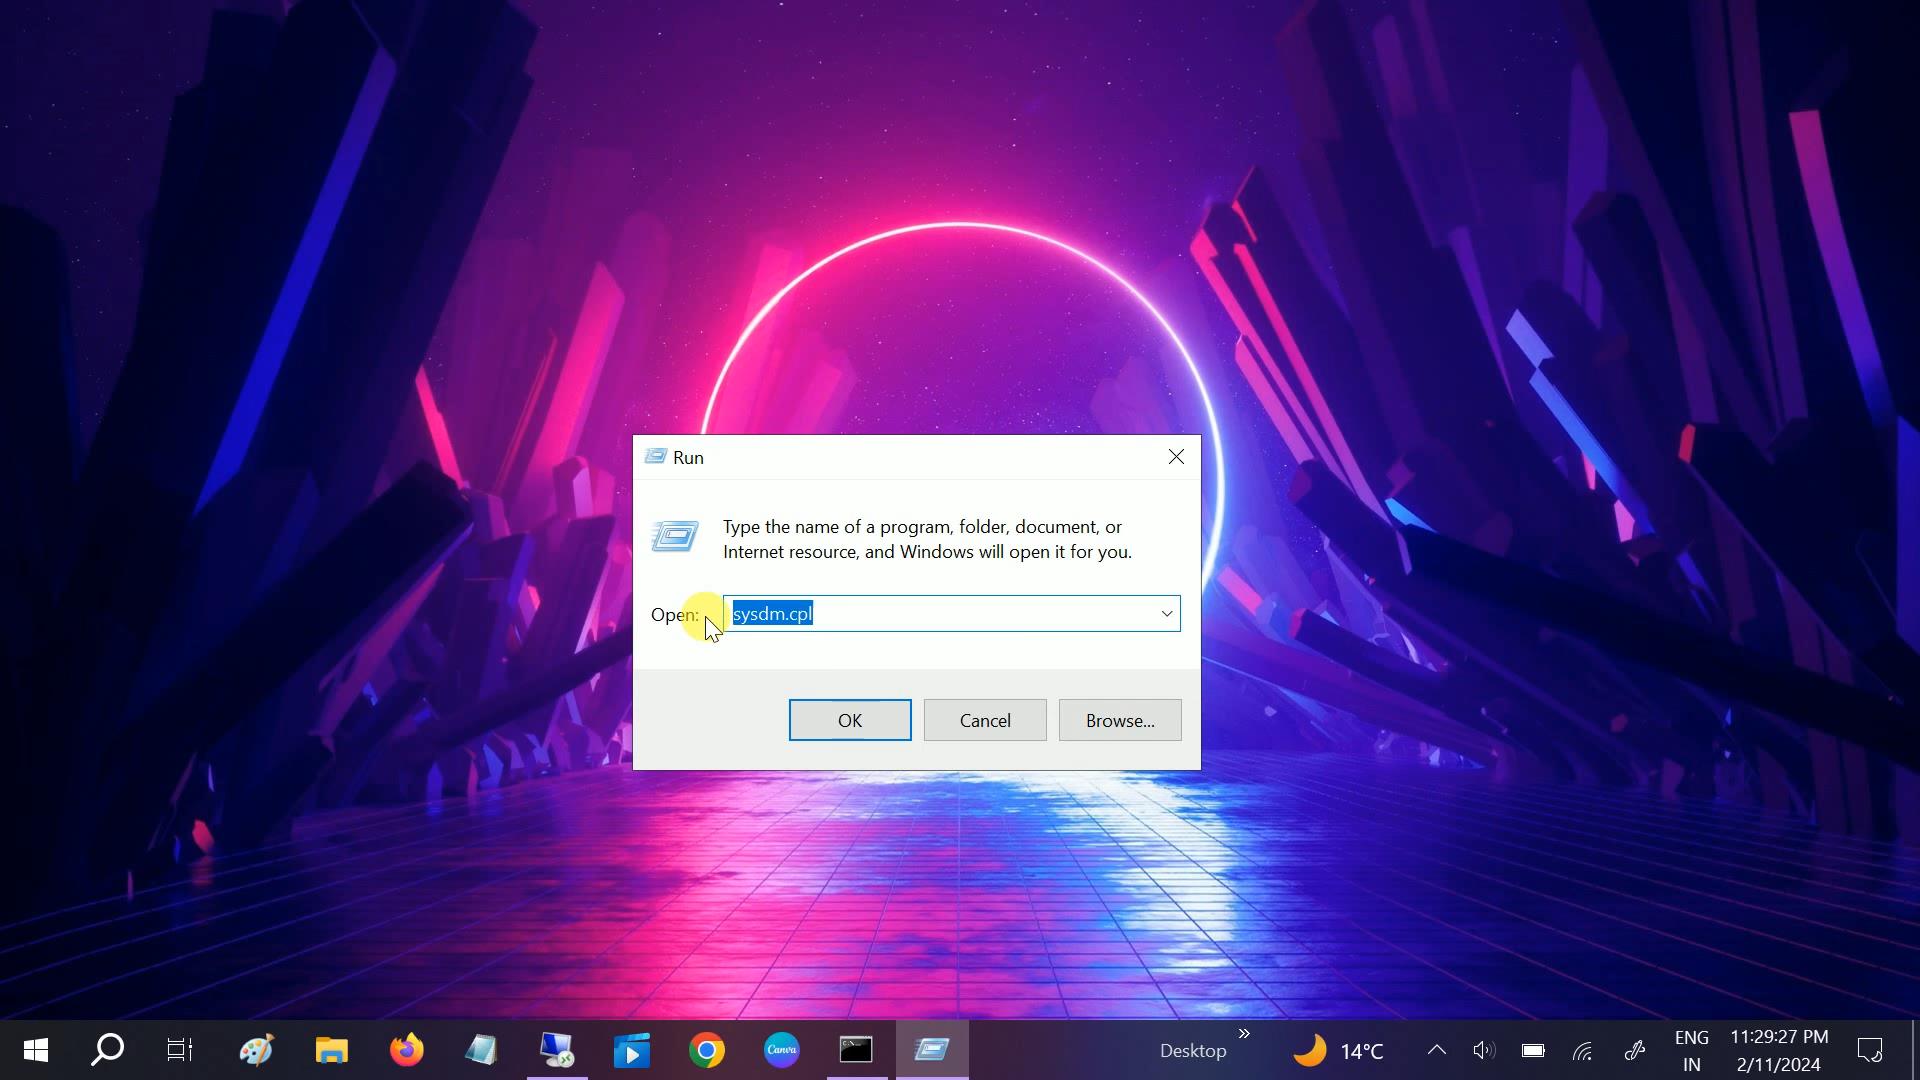 Run
Type the name of a program, folder, document, or
Internet resource, and Windows will open it for you.
Open: sysdm.cpl
OK Cancel Browse...
Canva
Desktop
14°C
ENG
IN
11:29:27 PM
2/11/2024